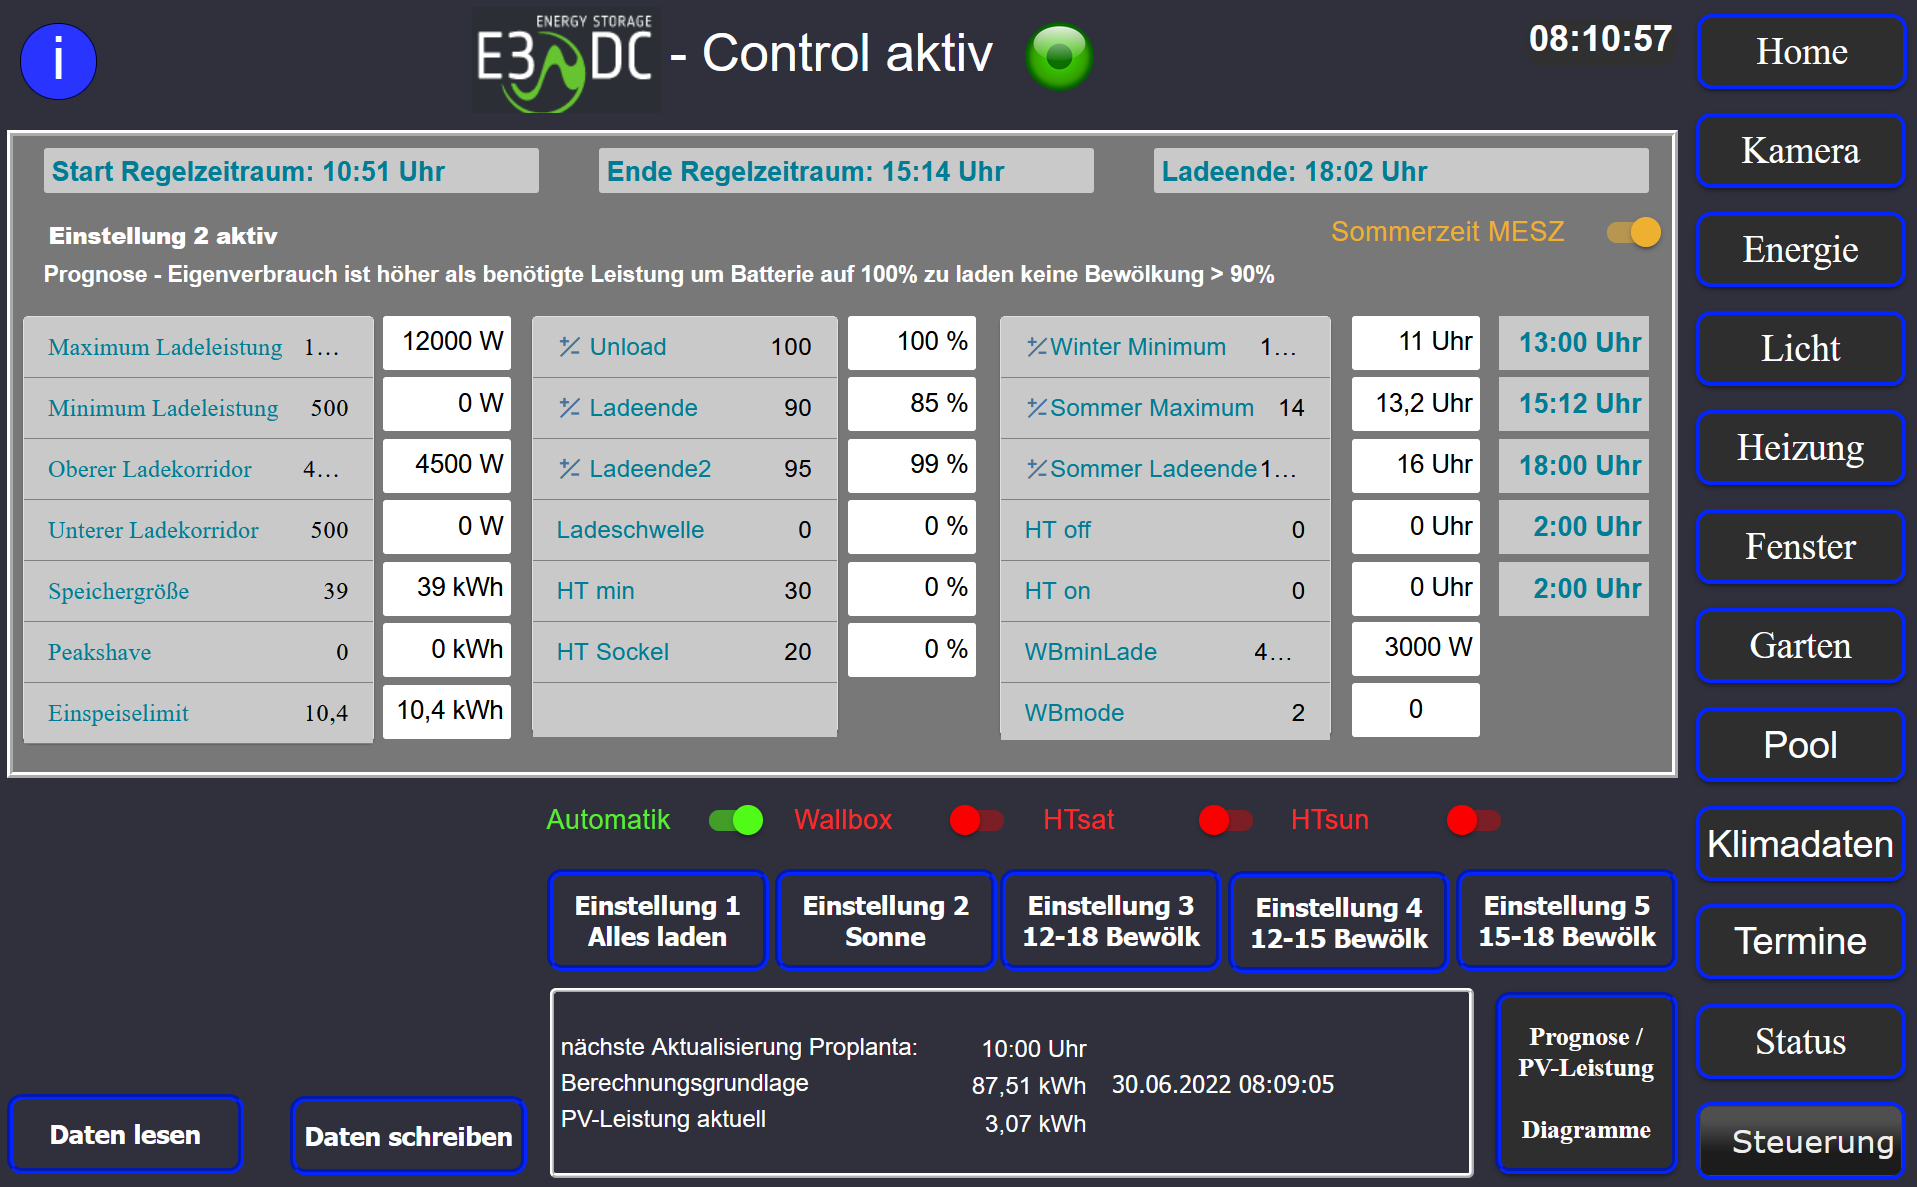 i
ENERGY STORAGE
E3 DC
- Control aktiv
08:10:57
Home
Kamera
Energie
Licht
Heizung
Fenster
Garten
Pool
Klimadaten
Termine
Status
Steuerung
Start Regelzeitraum: 10:51 Uhr
Ende Regelzeitraum: 15:14 Uhr
Ladeende: 18:02 Uhr
Einstellung 2 aktiv
Sommerzeit MESZ
Prognose - Eigenverbrauch ist höher als benötigte Leistung um Batterie auf 100% zu laden keine Bewölkung > 90%
Maximum Ladeleistung 1... 12000 W
Minimum Ladeleistung 500 0 W
Oberer Ladekorridor 4... 4500 W
Unterer Ladekorridor 500 0 W
Speichergröße 39 39 kWh
Peakshave 0 0 kWh
Einspeiselimit 10,4 10,4 kWh
Unload 100 100 %
Ladeende 90 85 %
Ladeende2 95 99 %
Ladeschwelle 0 0 %
HT min 30 0 %
HT Sockel 20 0 %
Winter Minimum 1... 11 Uhr 13:00 Uhr
Sommer Maximum 14 13,2 Uhr 15:12 Uhr
Sommer Ladeende 1... 16 Uhr 18:00 Uhr
HT off 0 0 Uhr 2:00 Uhr
HT on 0 0 Uhr 2:00 Uhr
WBminLade 4... 3000 W
WBmode 2 0
Automatik
Wallbox
HTsat
HTsun
Einstellung 1
Alles laden
Einstellung 2
Sonne
Einstellung 3
12-18 Bewölk
Einstellung 4
12-15 Bewölk
Einstellung 5
15-18 Bewölk
nächste Aktualisierung Proplanta: 10:00 Uhr
Berechnungsgrundlage 87,51 kWh 30.06.2022 08:09:05
PV-Leistung aktuell 3,07 kWh
Prognose /
PV-Leistung
Diagramme
Daten lesen
Daten schreiben